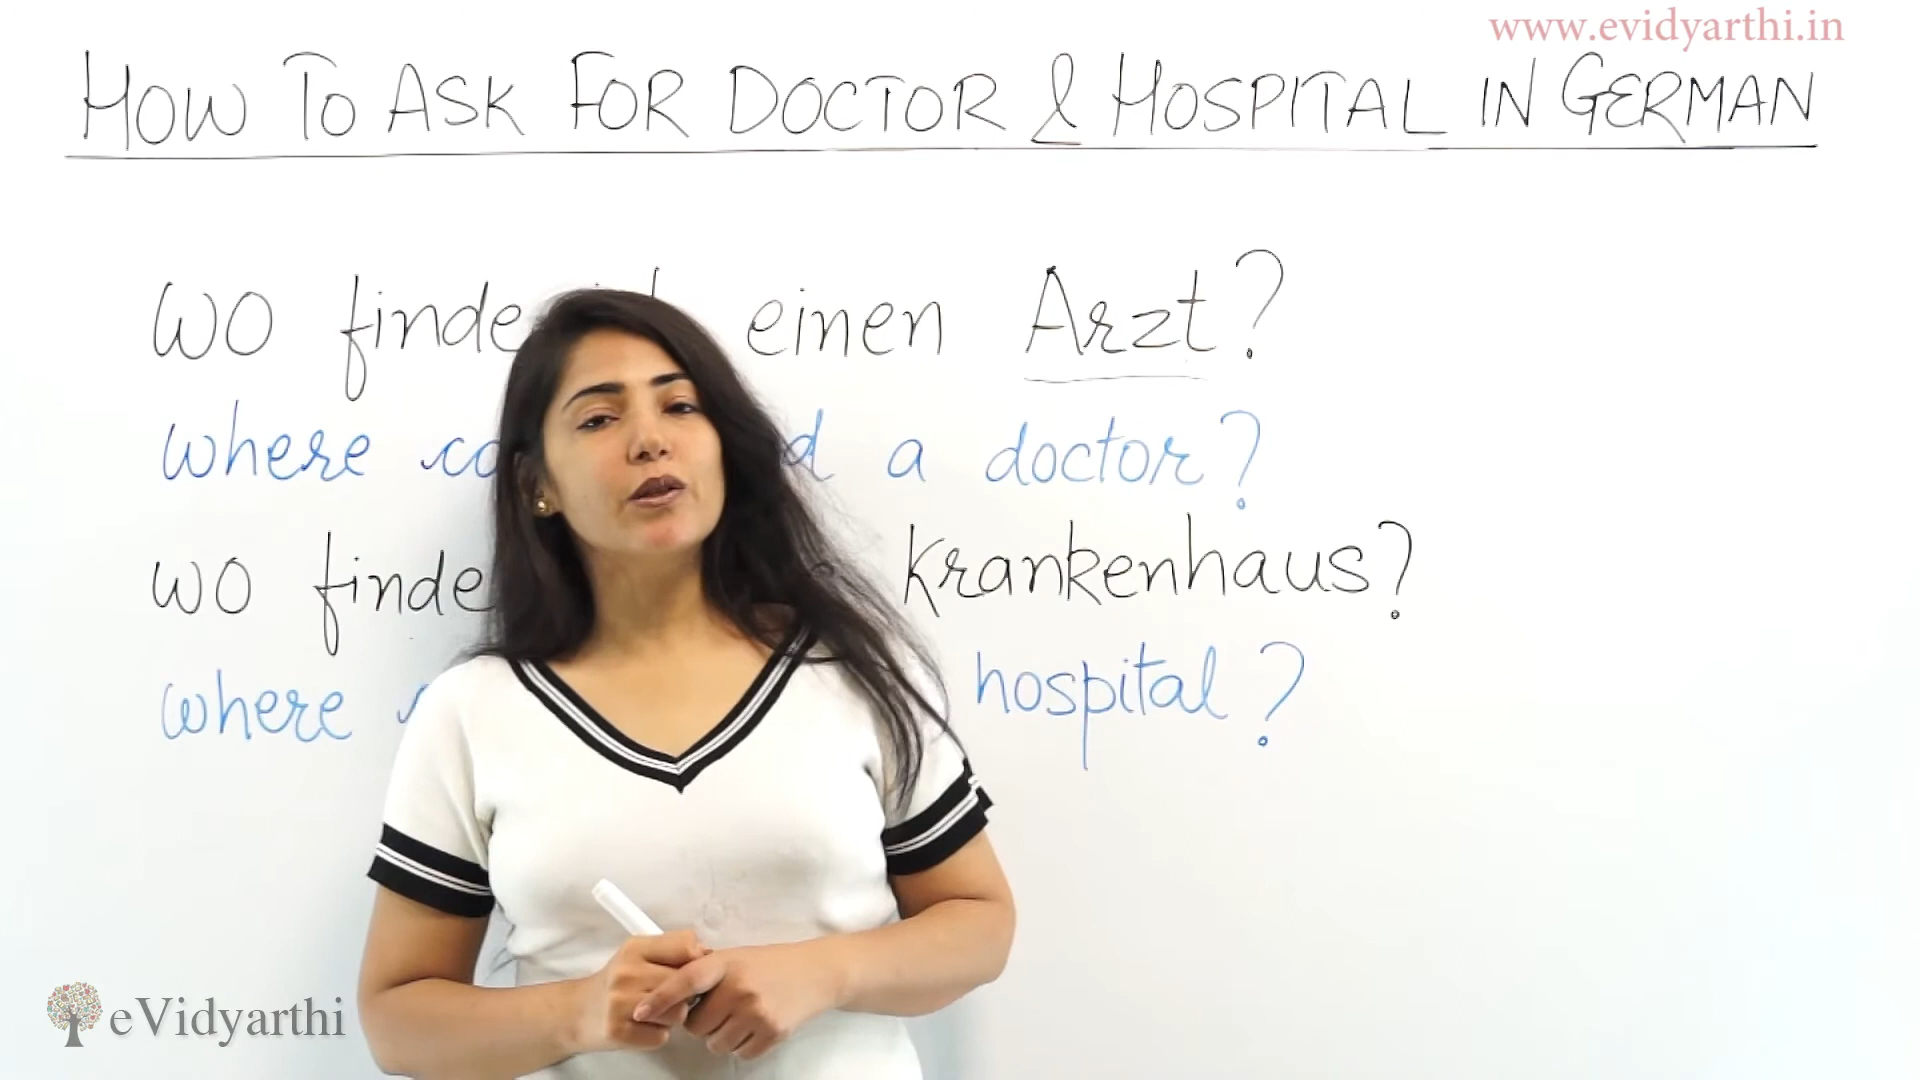 www.evidyarthi.in
HOW TO ASK FOR DOCTOR & HOSPITAL IN GERMAN
wo finde einen Arzt?
where a doctor?
wo finde Krankenhaus?
where hospital?
eVidyarthi